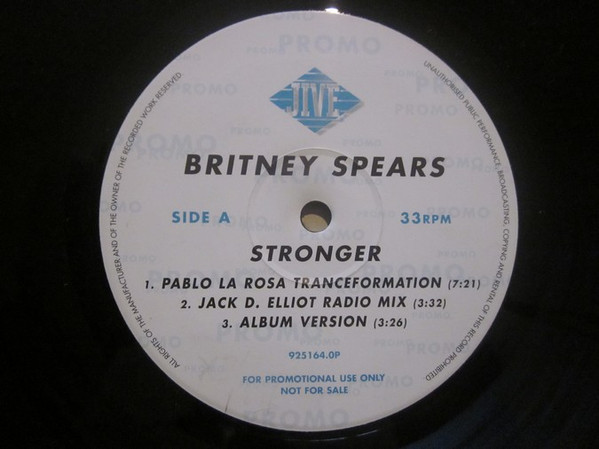 PROMO
JIVE
BRITNEY SPEARS
SIDE A
33RPM
STRONGER
1. PABLO LA ROSA TRANCEFORMATION (7:21)
2. JACK D. ELLIOT RADIO MIX (3:32)
3. ALBUM VERSION (3:26)
925164.0P
FOR PROMOTIONAL USE ONLY
NOT FOR SALE
PROMO
ALL RIGHTS OF THE MANUFACTURER AND OF THE OWNER OF THE RECORDED WORK RESERVED
UNAUTHORISED PUBLIC PERFORMANCE, BROADCASTING, COPYING AND RENTAL OF THIS RECORD PROHIBITED.